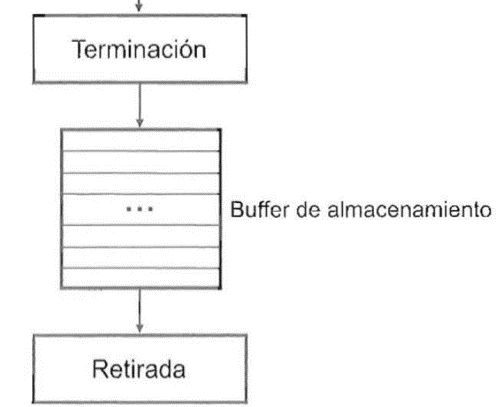 Terminación
...
Buffer de almacenamiento
Retirada